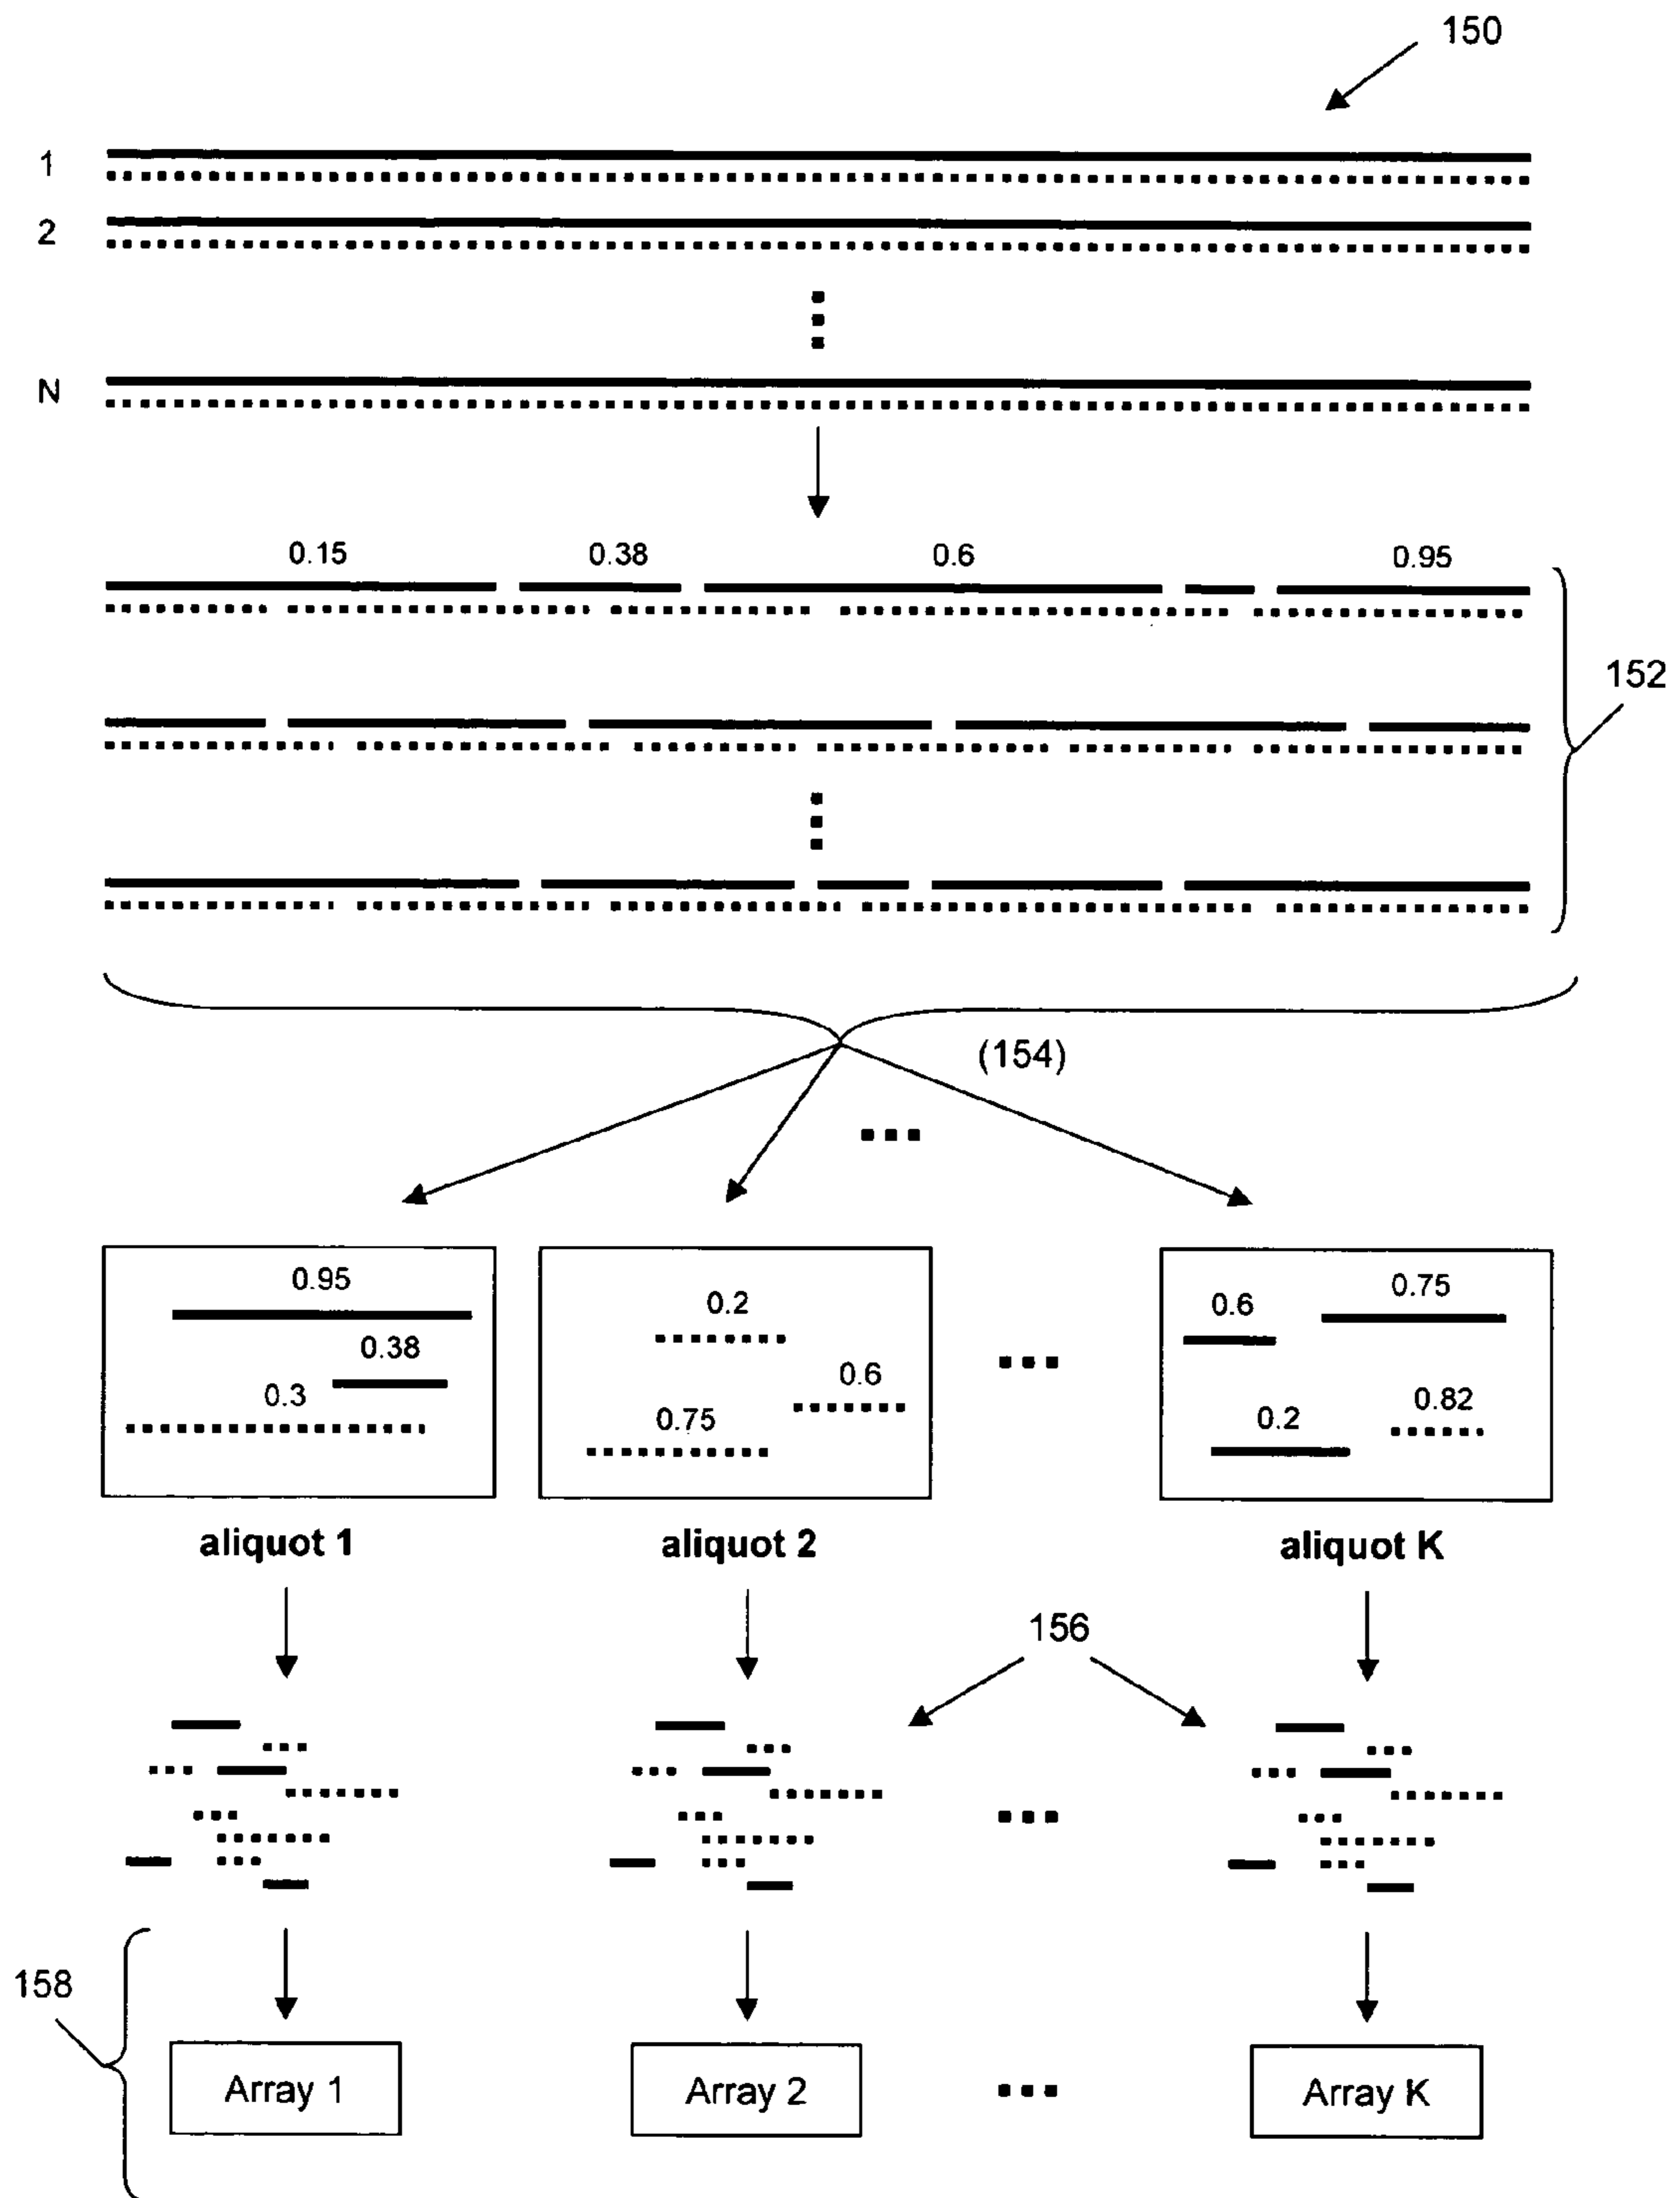 150
1
2
N
0.15 0.38 0.6 0.95
152
(154)
0.95
0.38
0.3
0.2
0.6
0.75
0.6
0.75
0.2
0.82
aliquot 1
aliquot 2
aliquot K
156
158
Array 1
Array 2
Array K